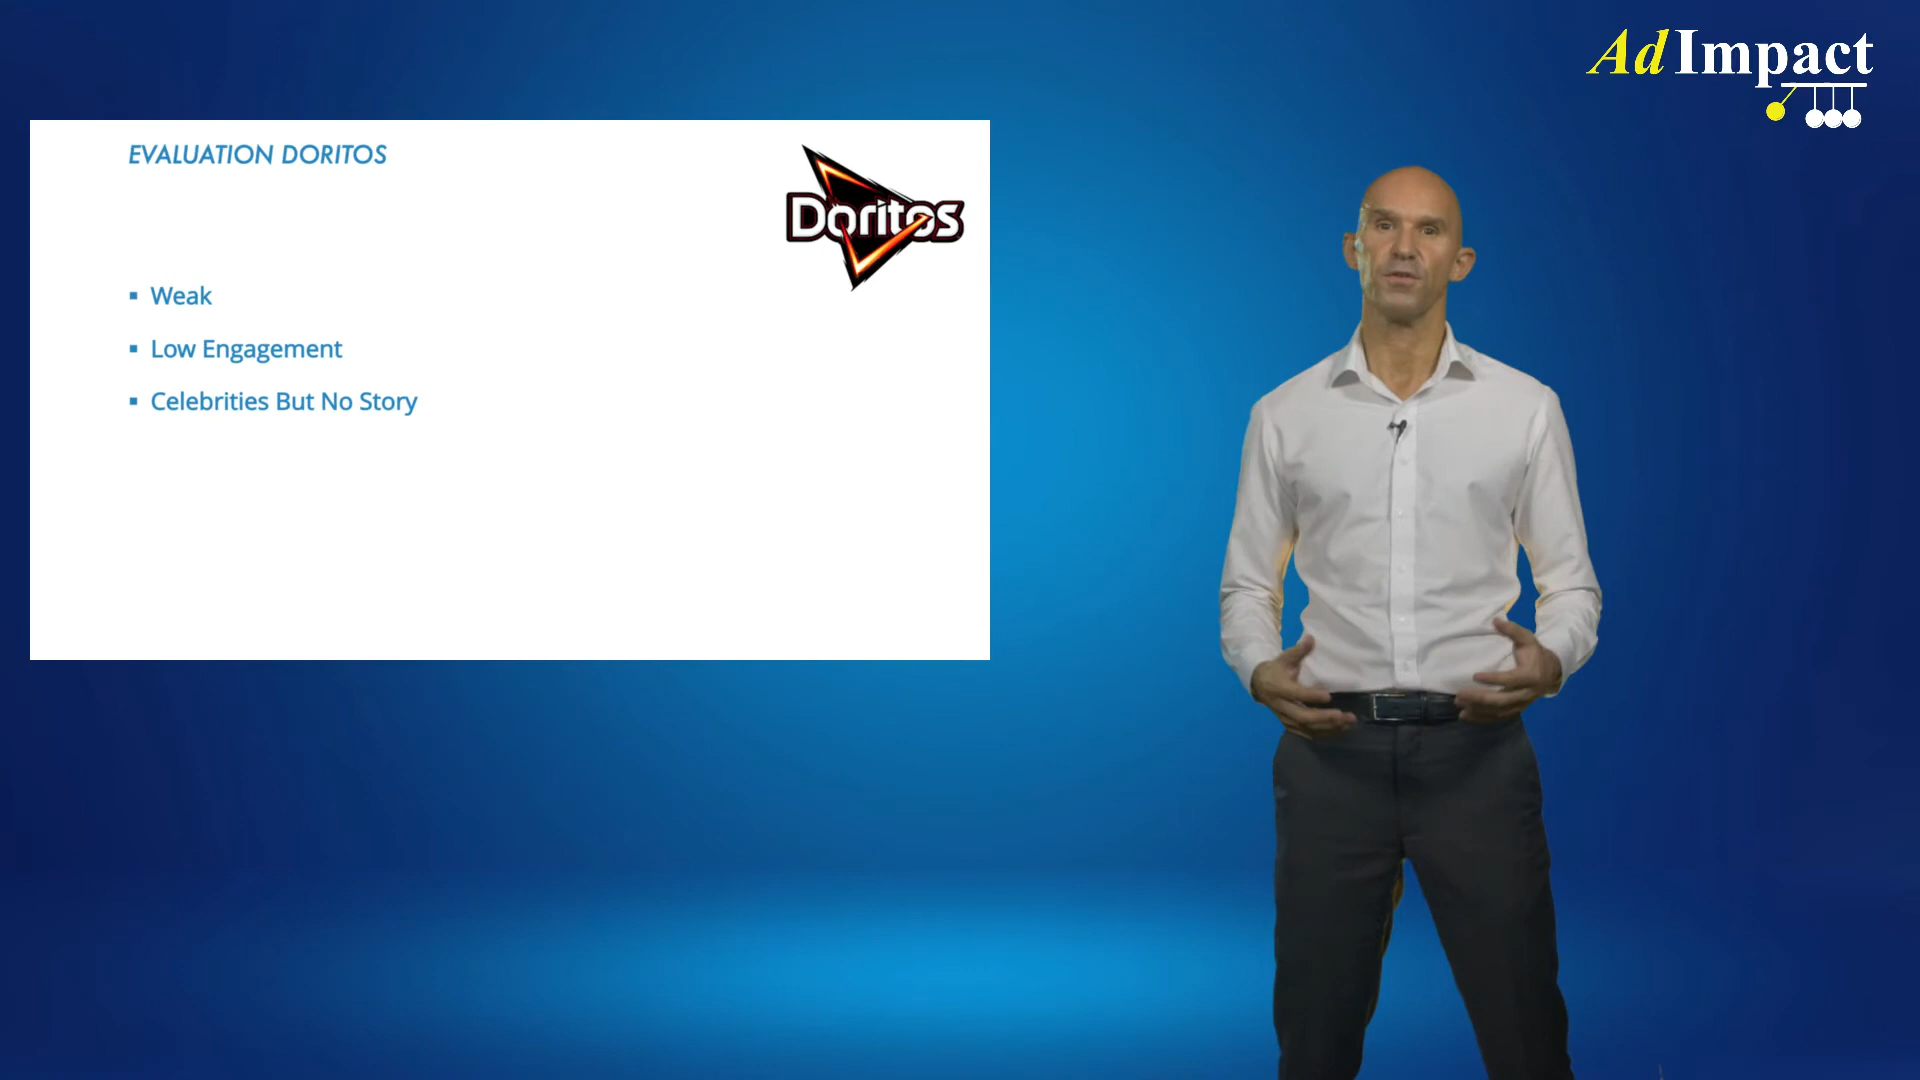 Ad Impact
EVALUATION DORITOS
Doritos
Weak
Low Engagement
Celebrities But No Story